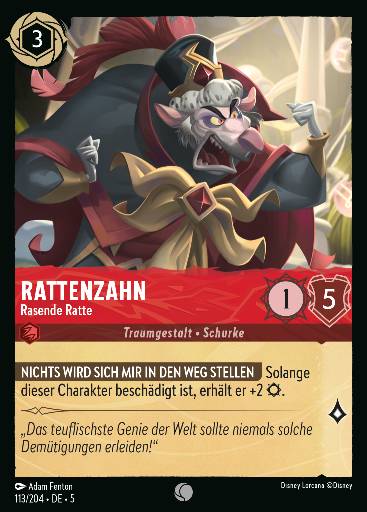 3
RATTENZAHN
Rasende Ratte
1
5
Traumgestalt • Schurke
NICHTS WIRD SICH MIR IN DEN WEG STELLEN Solange
dieser Charakter beschädigt ist, erhält er +2 .
„Das teuflischste Genie der Welt sollte niemals solche
Demütigungen erleiden!“
Adam Fenton
Disney Lorcana ©Disney
113/204 • DE • 5